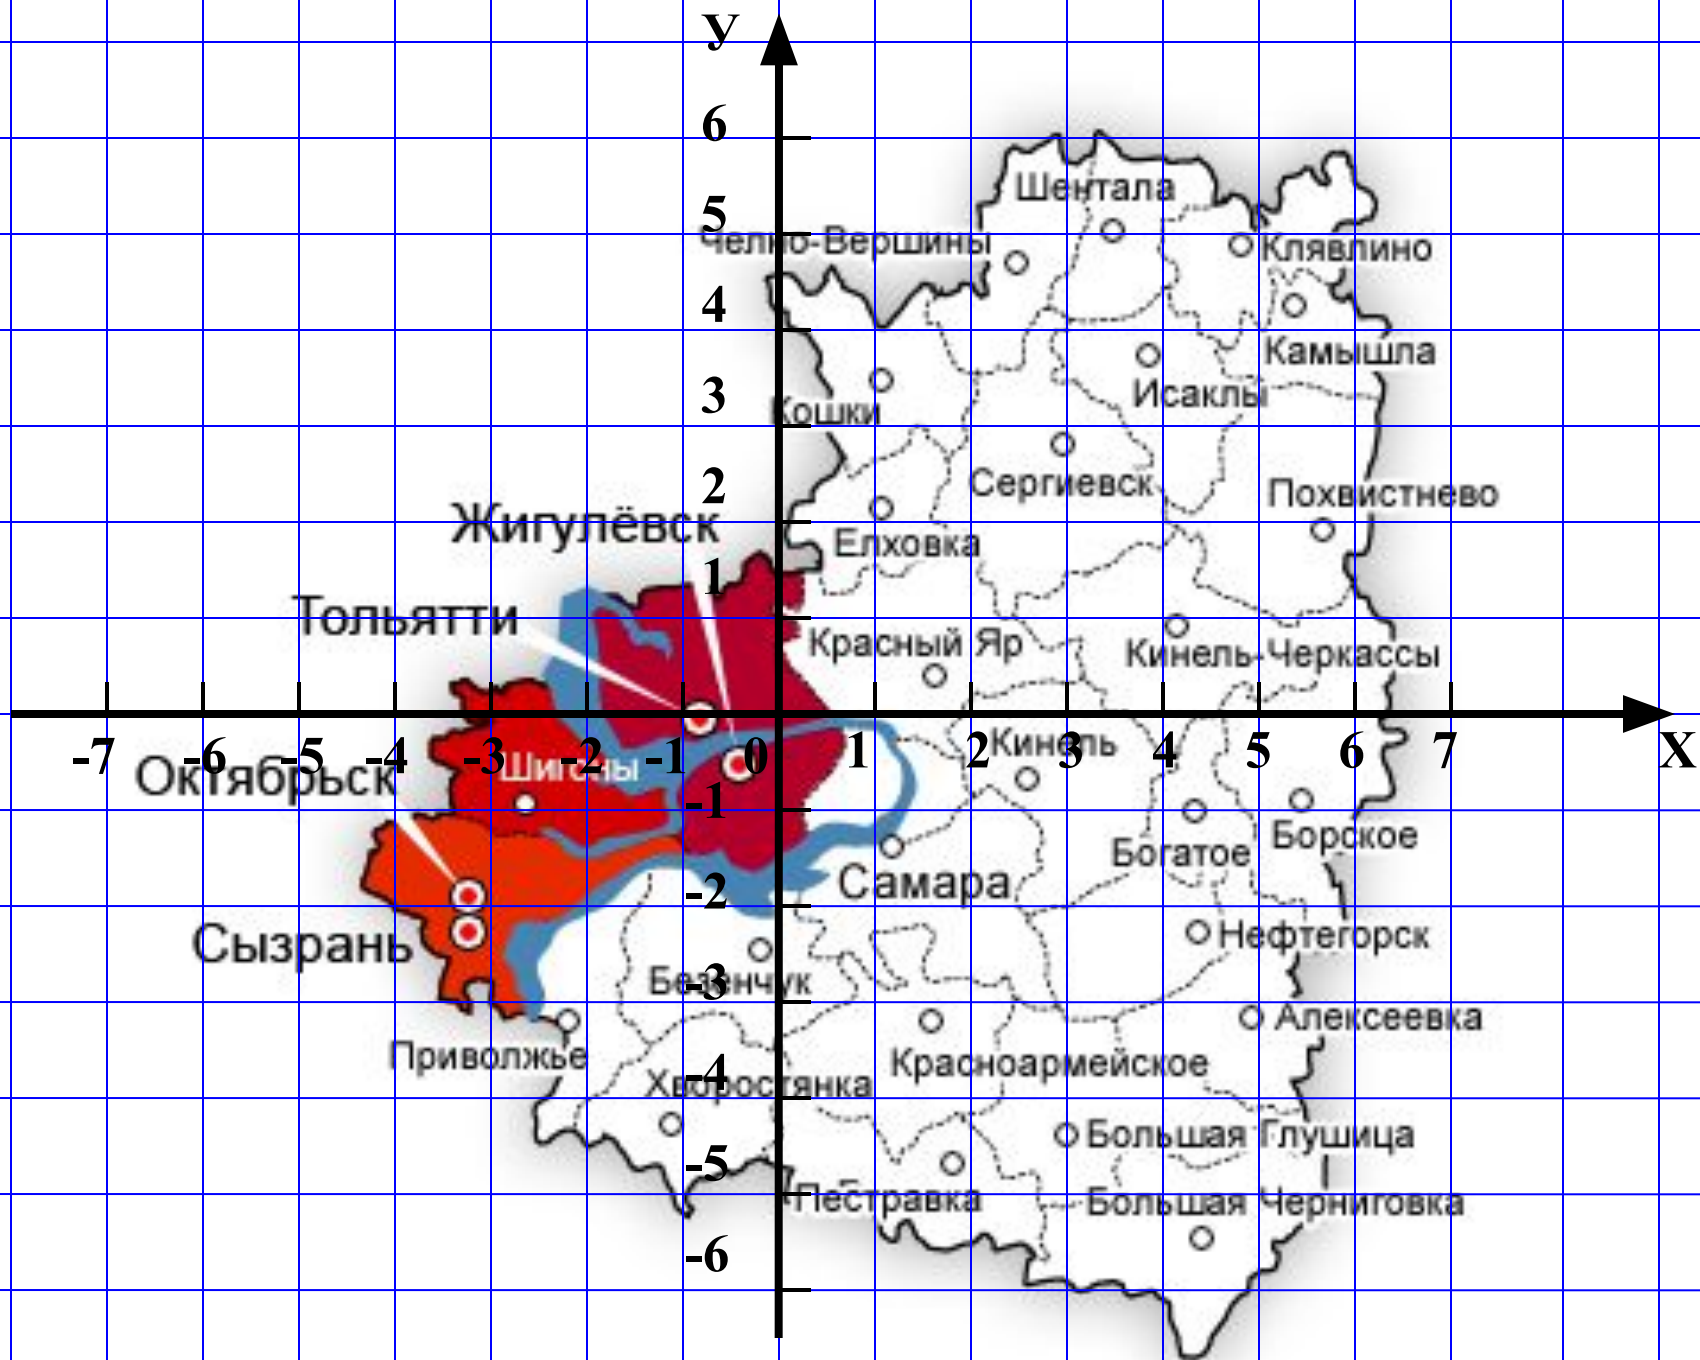 У
6
Шентала
5
Челно-Вершины
Клявлино
4
Камышла
3
Исаклы
Кошки
2
Сергиевск
Похвистнево
Жигулёвск
Елховка
1
Тольятти
Красный Яр
Кинель-Черкассы
-7 -6 -5 -4 -3 -2 -1 0 1 2 3 4 5 6 7 Х
Кинель
Октябрьск
Шигоны
-1
Борское
Богатое
Самара
-2
Сызрань
Нефтегорск
Безенчук
-3
Алексеевка
Приволжье
Красноармейское
-4
Хворостянка
Большая Глушица
-5
Пестравка
Большая Черниговка
-6